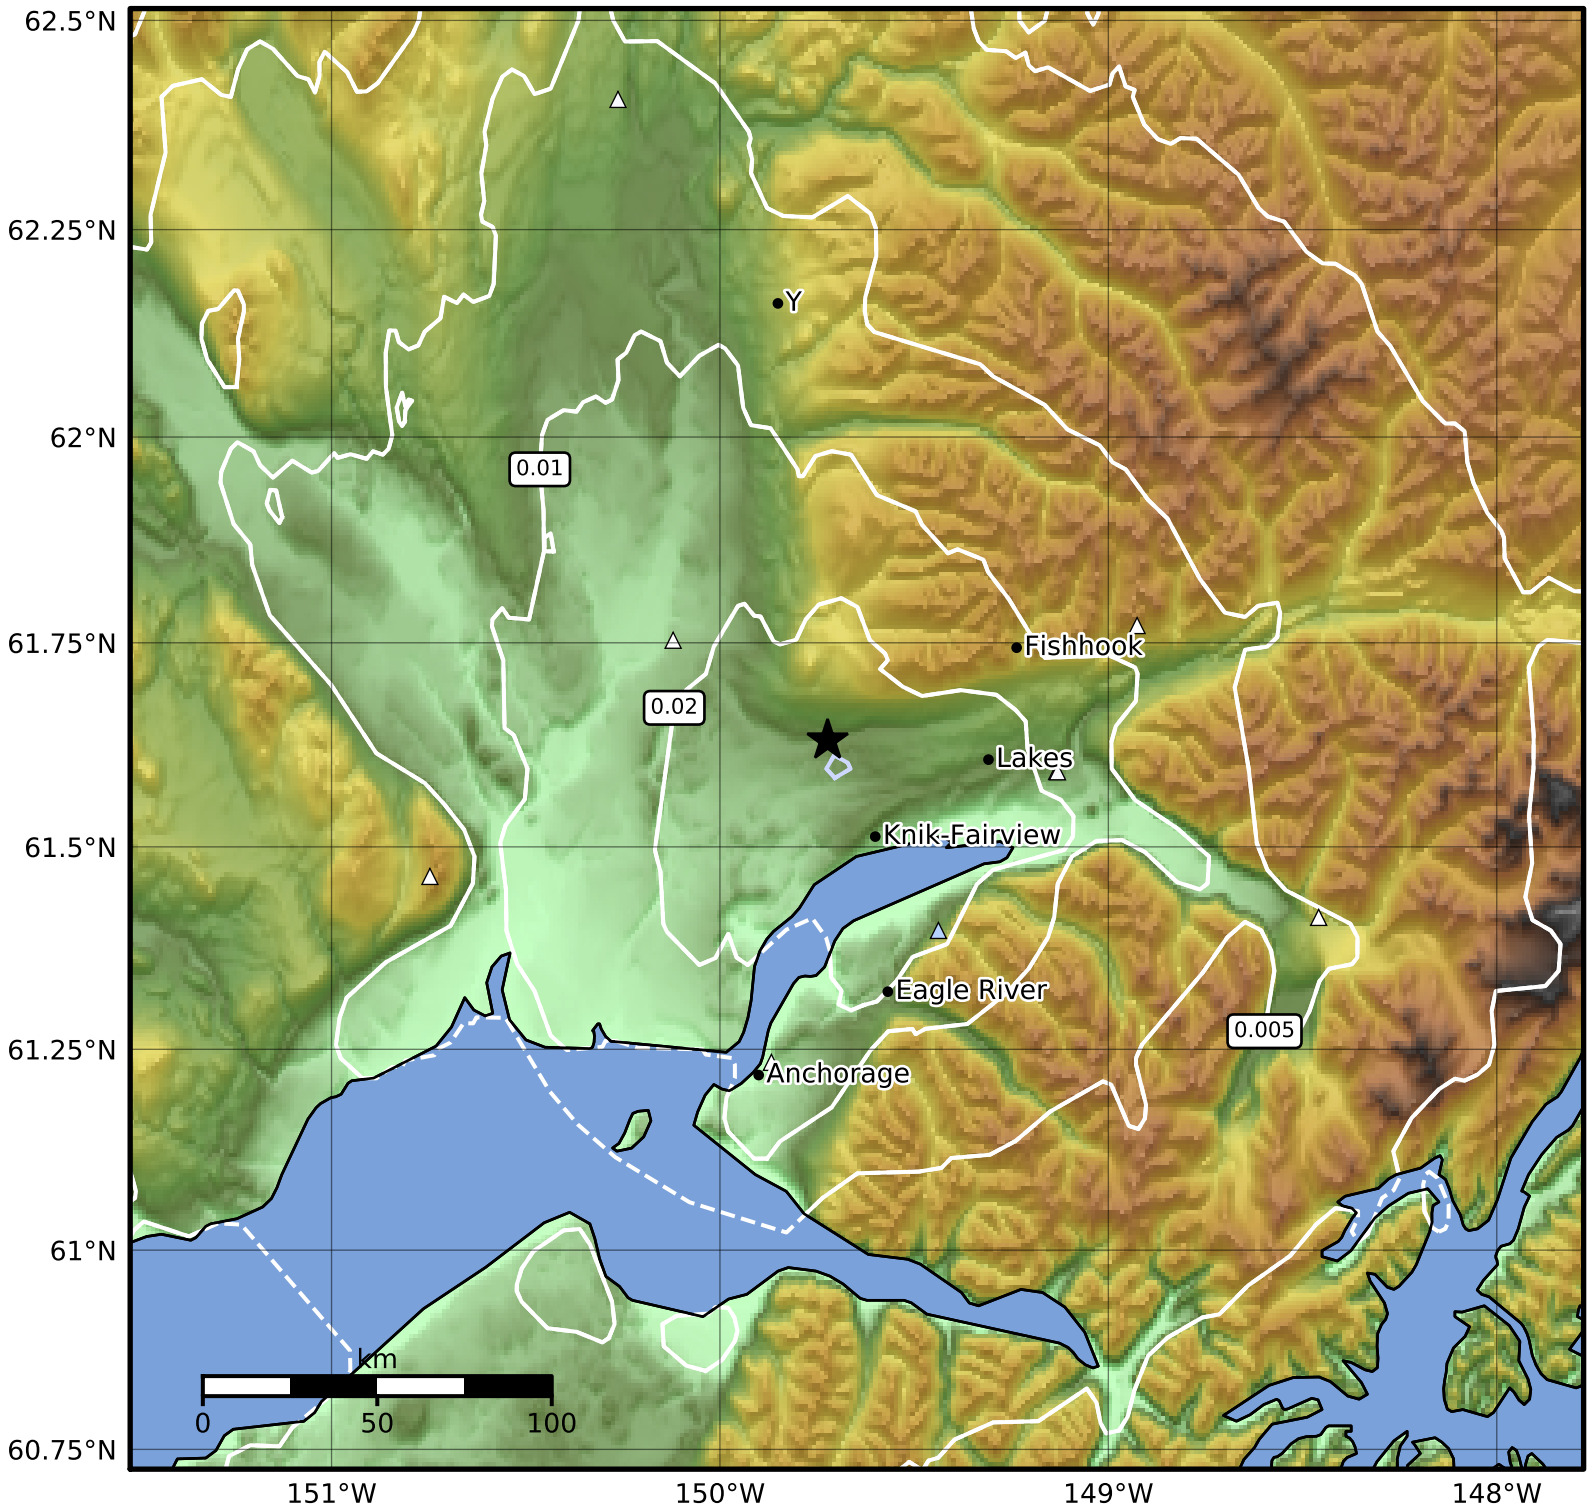 62.5°N
62.25°N
Y
62°N
0.01
61.75°N
Fishhook
0.02
Lakes
Knik-Fairview
61.5°N
Eagle River
0.005
61.25°N
Anchorage
61°N
km
0 50 100
60.75°N
151°W 150°W 149°W 148°W